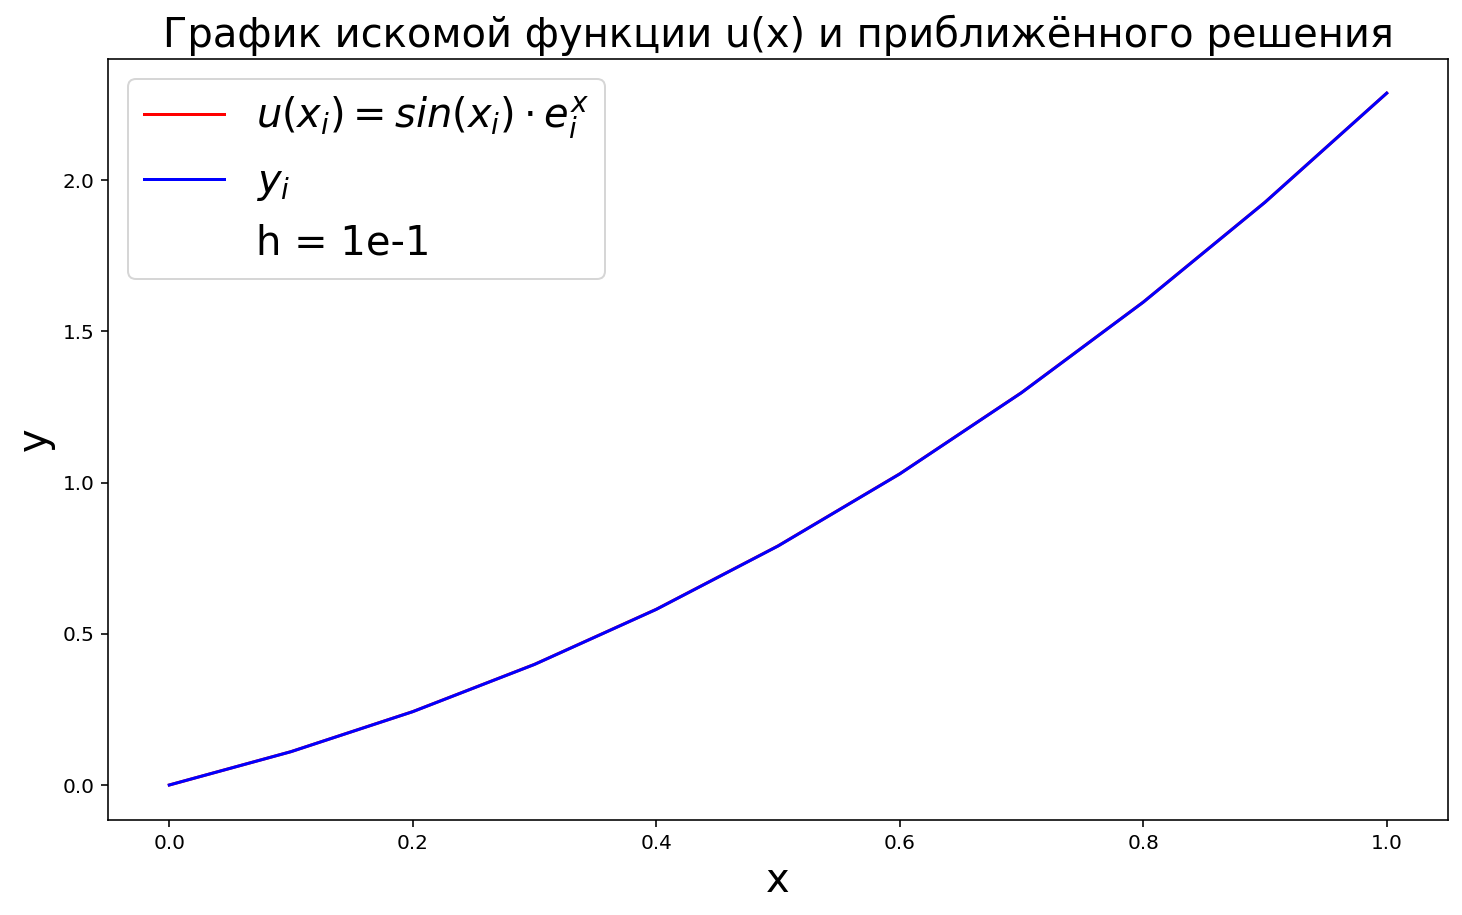 График искомой функции u(x) и приближённого решения
u(x_i) = sin(x_i) · e_i^x
y_i
h = 1e-1
2.0
1.5
1.0
0.5
0.0
y
0.0 0.2 0.4 0.6 0.8 1.0
x